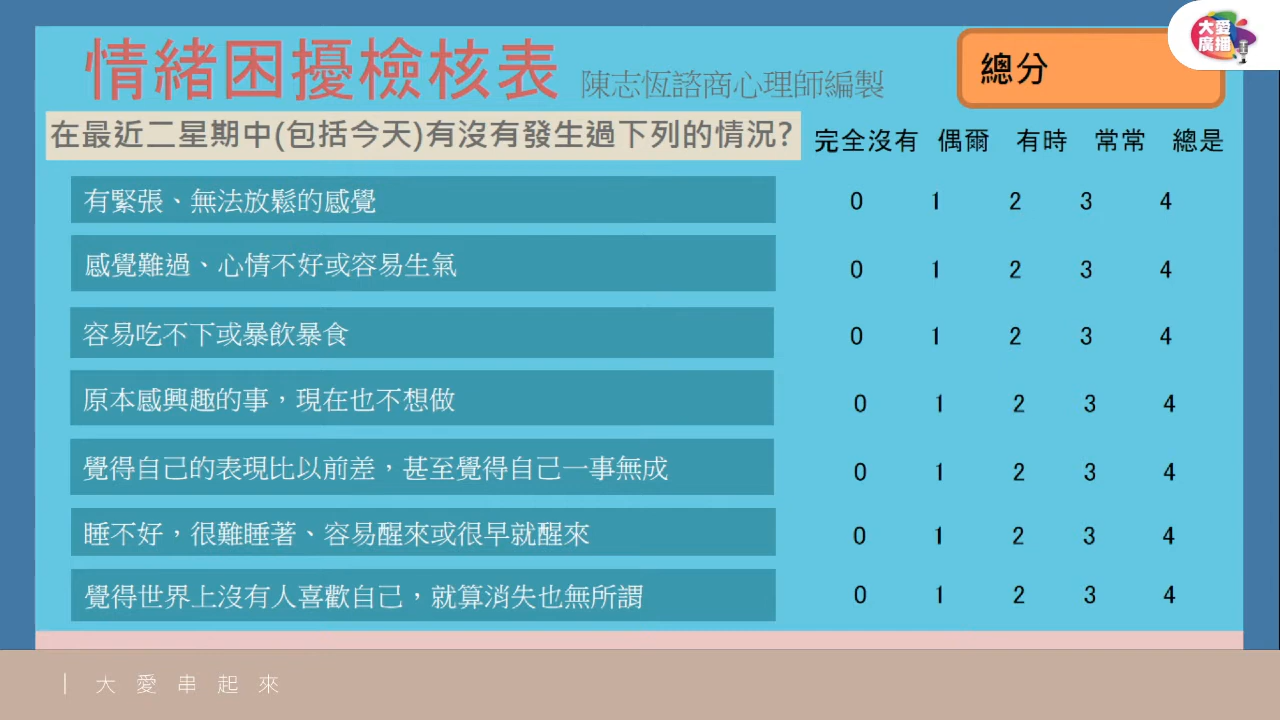 情緒困擾檢核表 陳志恆諮商心理師編製
總分
大愛廣播
在最近二星期中(包括今天)有沒有發生過下列的情況?
完全沒有 偶爾 有時 常常 總是
有緊張、無法放鬆的感覺 0 1 2 3 4
感覺難過、心情不好或容易生氣 0 1 2 3 4
容易吃不下或暴飲暴食 0 1 2 3 4
原本感興趣的事，現在也不想做 0 1 2 3 4
覺得自己的表現比以前差，甚至覺得自己一事無成 0 1 2 3 4
睡不好，很難睡著、容易醒來或很早就醒來 0 1 2 3 4
覺得世界上沒有人喜歡自己，就算消失也無所謂 0 1 2 3 4
| 大愛串起來